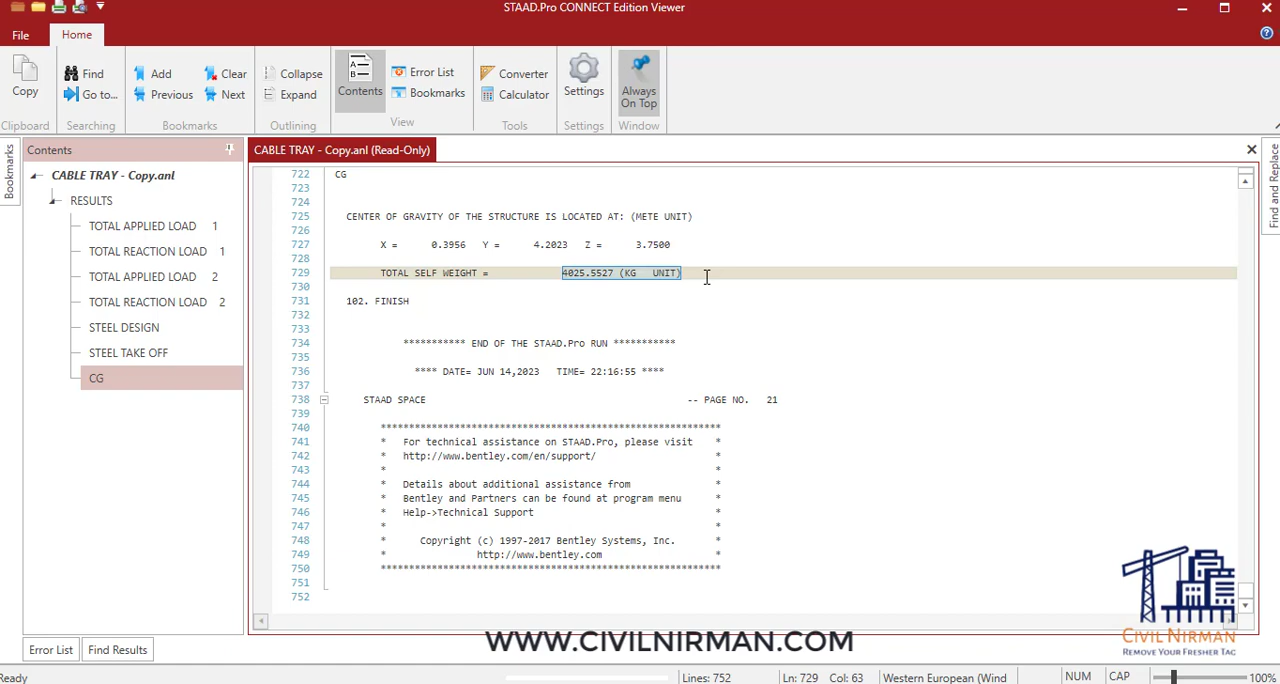 STAAD.Pro CONNECT Edition Viewer
File
Home
Copy
Clipboard
Find
Go to...
Searching
Add
Clear
Previous
Next
Bookmarks
Collapse
Expand
Outlining
A
B
Contents
Error List
Bookmarks
View
Converter
Calculator
Tools
Settings
Settings
Always
On Top
Window
Bookmarks
Contents
CABLE TRAY - Copy.anl
RESULTS
TOTAL APPLIED LOAD 1
TOTAL REACTION LOAD 1
TOTAL APPLIED LOAD 2
TOTAL REACTION LOAD 2
STEEL DESIGN
STEEL TAKE OFF
CG
CABLE TRAY - Copy.anl (Read-Only)
Find and Replace
722 CG
723
724
725 CENTER OF GRAVITY OF THE STRUCTURE IS LOCATED AT: (METE UNIT)
726
727 X = 0.3956 Y = 4.2023 Z = 3.7500
728
729 TOTAL SELF WEIGHT = 4025.5527 (KG UNIT)
730
731 102. FINISH
732
733
734 *********** END OF THE STAAD.Pro RUN ***********
735
736 **** DATE= JUN 14,2023 TIME= 22:16:55 ****
737
738 STAAD SPACE -- PAGE NO. 21
739
740 ************************************************************
741 * For technical assistance on STAAD.Pro, please visit *
742 * http://www.bentley.com/en/support/ *
743 * *
744 * Details about additional assistance from *
745 * Bentley and Partners can be found at program menu *
746 * Help->Technical Support *
747 * *
748 * Copyright (c) 1997-2017 Bentley Systems, Inc. *
749 * http://www.bentley.com *
750 ************************************************************
751
752
CIVIL NIRMAN
REMOVE YOUR FRESHER TAG
WWW.CIVILNIRMAN.COM
Error List
Find Results
Ready
Lines: 752
Ln: 729 Col: 63
Western European (Wind
NUM
CAP
100%